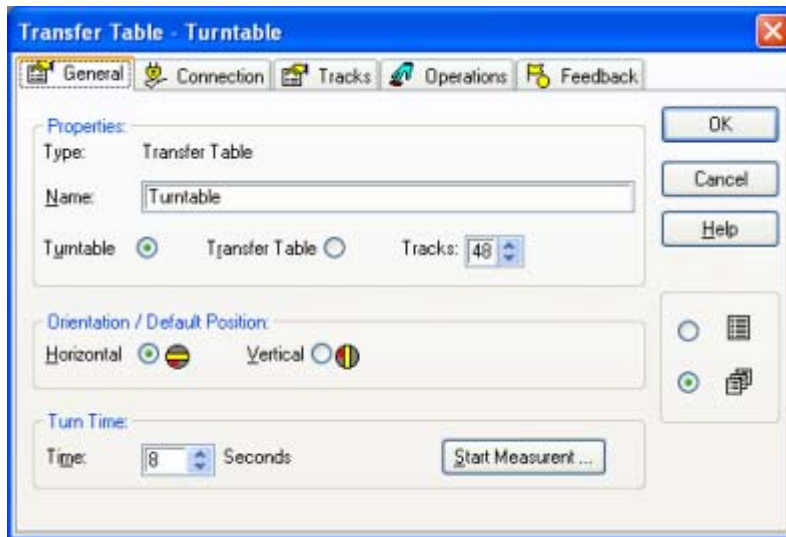 Transfer Table - Turntable
General Connection Tracks Operations Feedback
Properties:
Type: Transfer Table
Name: Turntable
Turntable Transfer Table Tracks: 48
OK
Cancel
Help
Orientation / Default Position:
Horizontal Vertical
Turn Time:
Time: 8 Seconds Start Measurent ...